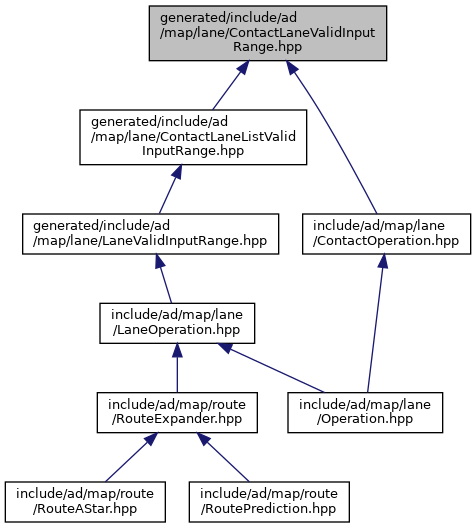 generated/include/ad
/map/lane/ContactLaneValidInput
Range.hpp
generated/include/ad
/map/lane/ContactLaneListValid
InputRange.hpp
generated/include/ad
/map/lane/LaneValidInputRange.hpp
include/ad/map/lane
/ContactOperation.hpp
include/ad/map/lane
/LaneOperation.hpp
include/ad/map/route
/RouteExpander.hpp
include/ad/map/lane
/Operation.hpp
include/ad/map/route
/RouteAStar.hpp
include/ad/map/route
/RoutePrediction.hpp